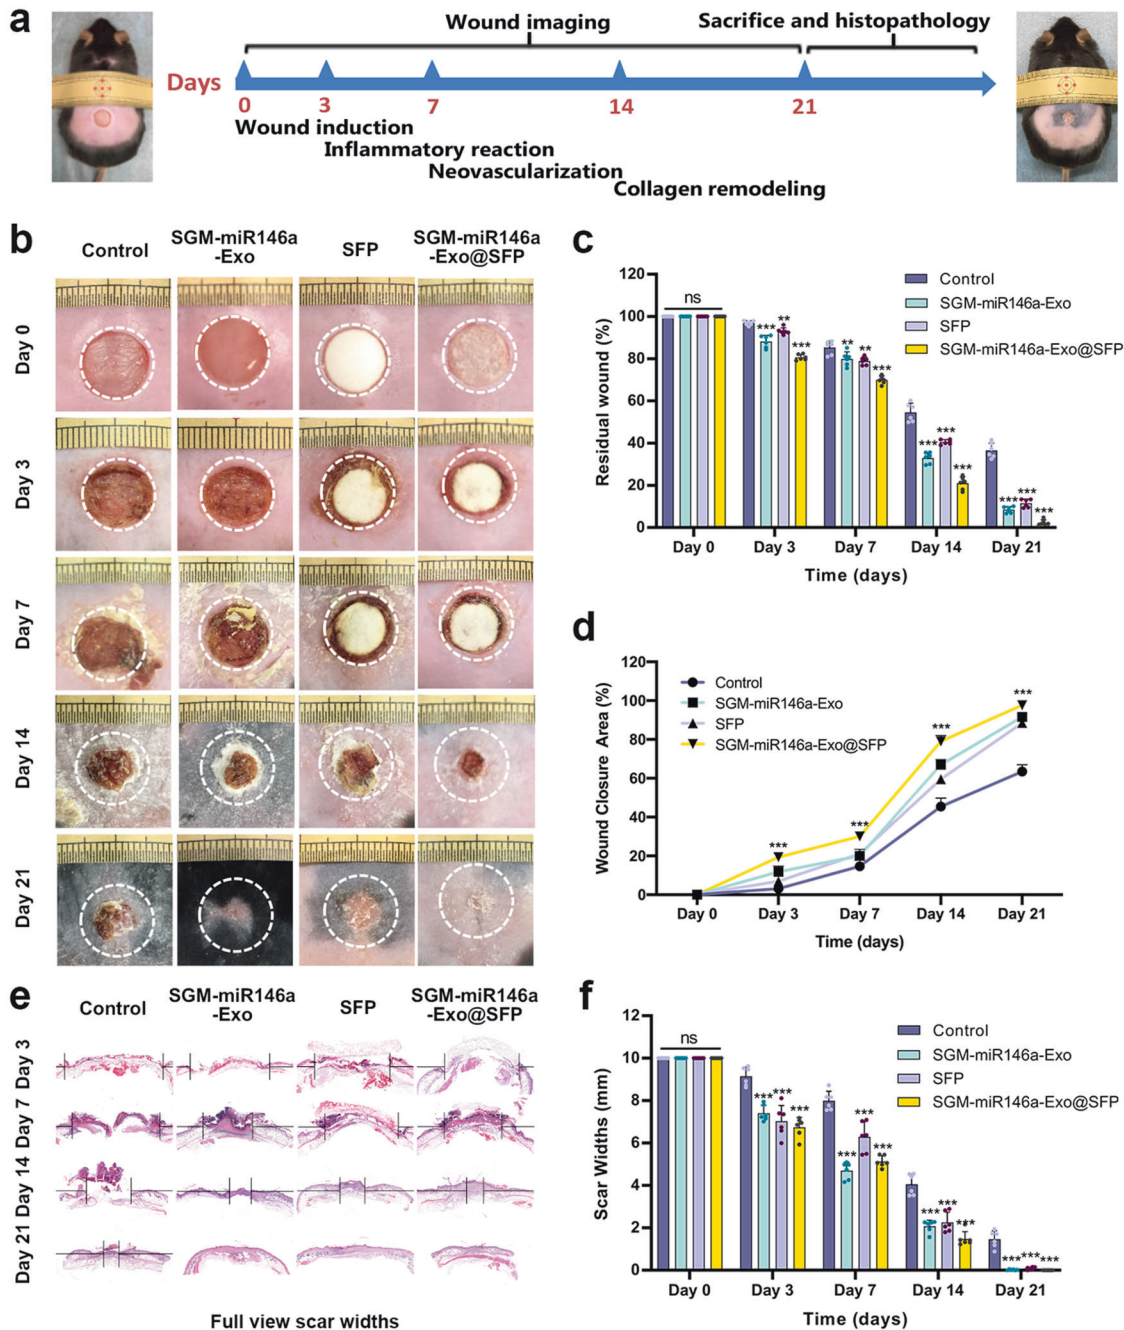 a
Wound imaging
Sacrifice and histopathology
Days
0 3 7 14 21
Wound induction
Inflammatory reaction
Neovascularization
Collagen remodeling
b
Control
SGM-miR146a
-Exo
SFP
SGM-miR146a
-Exo@SFP
Day 0
Day 3
Day 7
Day 14
Day 21
c
Residual wound (%)
120
100
80
60
40
20
0
ns
*** ** ***
** ** ***
*** *** ***
*** *** ***
Control
SGM-miR146a-Exo
SFP
SGM-miR146a-Exo@SFP
Day 0 Day 3 Day 7 Day 14 Day 21
Time (days)
d
Wound Closure Area (%)
120
100
80
60
40
20
0
Control
SGM-miR146a-Exo
SFP
SGM-miR146a-Exo@SFP
*** *** *** ***
Day 0 Day 3 Day 7 Day 14 Day 21
Time (days)
e
Control
SGM-miR146a
-Exo
SFP
SGM-miR146a
-Exo@SFP
Day 3
Day 7
Day 14
Day 21
Full view scar widths
f
Scar Widths (mm)
12
10
8
6
4
2
0
ns
*** *** ***
*** *** ***
*** *** ***
*** *** ***
Control
SGM-miR146a-Exo
SFP
SGM-miR146a-Exo@SFP
Day 0 Day 3 Day 7 Day 14 Day 21
Time (days)